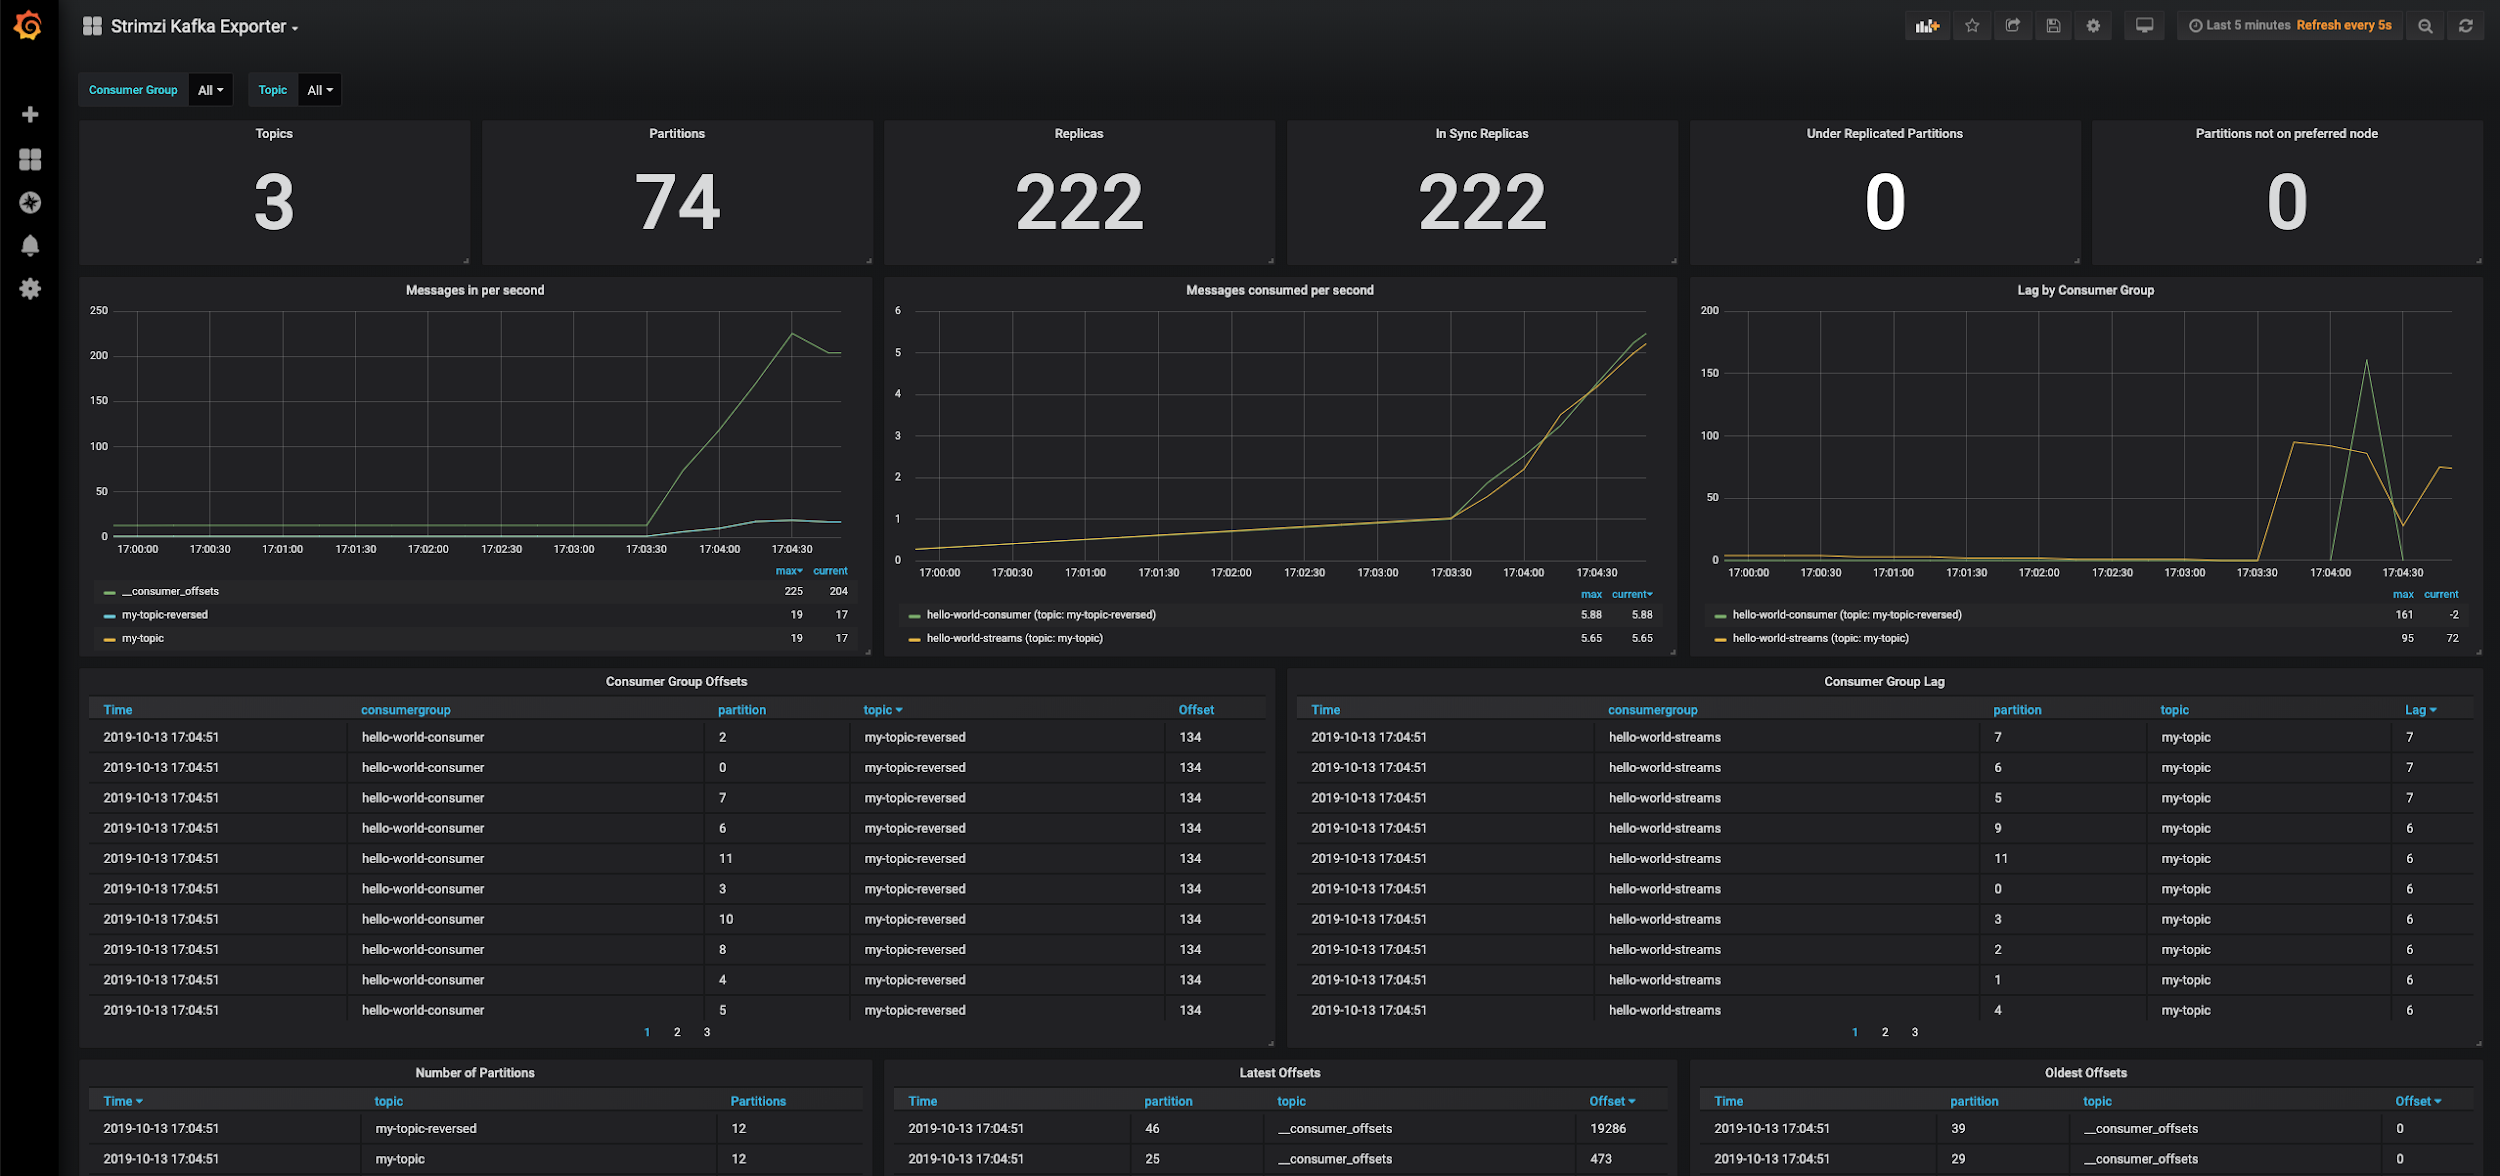 Strimzi Kafka Exporter
Last 5 minutes Refresh every 5s
Consumer Group All Topic All
Topics
3
Partitions
74
Replicas
222
In Sync Replicas
222
Under Replicated Partitions
0
Partitions not on preferred node
0
Messages in per second
250
200
150
100
50
0
17:00:00 17:00:30 17:01:00 17:01:30 17:02:00 17:02:30 17:03:00 17:03:30 17:04:00 17:04:30
max current
__consumer_offsets 225 204
my-topic-reversed 19 17
my-topic 19 17
Messages consumed per second
6
5
4
3
2
1
0
17:00:00 17:00:30 17:01:00 17:01:30 17:02:00 17:02:30 17:03:00 17:03:30 17:04:00 17:04:30
max current
hello-world-consumer (topic: my-topic-reversed) 5.88 5.88
hello-world-streams (topic: my-topic) 5.65 5.65
Lag by Consumer Group
200
150
100
50
0
17:00:00 17:00:30 17:01:00 17:01:30 17:02:00 17:02:30 17:03:00 17:03:30 17:04:00 17:04:30
max current
hello-world-consumer (topic: my-topic-reversed) 161 -2
hello-world-streams (topic: my-topic) 95 72
Consumer Group Offsets
Time consumergroup partition topic Offset
2019-10-13 17:04:51 hello-world-consumer 2 my-topic-reversed 134
2019-10-13 17:04:51 hello-world-consumer 0 my-topic-reversed 134
2019-10-13 17:04:51 hello-world-consumer 7 my-topic-reversed 134
2019-10-13 17:04:51 hello-world-consumer 6 my-topic-reversed 134
2019-10-13 17:04:51 hello-world-consumer 11 my-topic-reversed 134
2019-10-13 17:04:51 hello-world-consumer 3 my-topic-reversed 134
2019-10-13 17:04:51 hello-world-consumer 10 my-topic-reversed 134
2019-10-13 17:04:51 hello-world-consumer 8 my-topic-reversed 134
2019-10-13 17:04:51 hello-world-consumer 4 my-topic-reversed 134
2019-10-13 17:04:51 hello-world-consumer 5 my-topic-reversed 134
1 2 3
Consumer Group Lag
Time consumergroup partition topic Lag
2019-10-13 17:04:51 hello-world-streams 7 my-topic 7
2019-10-13 17:04:51 hello-world-streams 6 my-topic 7
2019-10-13 17:04:51 hello-world-streams 5 my-topic 7
2019-10-13 17:04:51 hello-world-streams 9 my-topic 6
2019-10-13 17:04:51 hello-world-streams 11 my-topic 6
2019-10-13 17:04:51 hello-world-streams 0 my-topic 6
2019-10-13 17:04:51 hello-world-streams 3 my-topic 6
2019-10-13 17:04:51 hello-world-streams 2 my-topic 6
2019-10-13 17:04:51 hello-world-streams 1 my-topic 6
2019-10-13 17:04:51 hello-world-streams 4 my-topic 6
1 2 3
Number of Partitions
Time topic Partitions
2019-10-13 17:04:51 my-topic-reversed 12
2019-10-13 17:04:51 my-topic 12
Latest Offsets
Time partition topic Offset
2019-10-13 17:04:51 46 __consumer_offsets 19286
2019-10-13 17:04:51 25 __consumer_offsets 473
Oldest Offsets
Time partition topic Offset
2019-10-13 17:04:51 39 __consumer_offsets 0
2019-10-13 17:04:51 29 __consumer_offsets 0